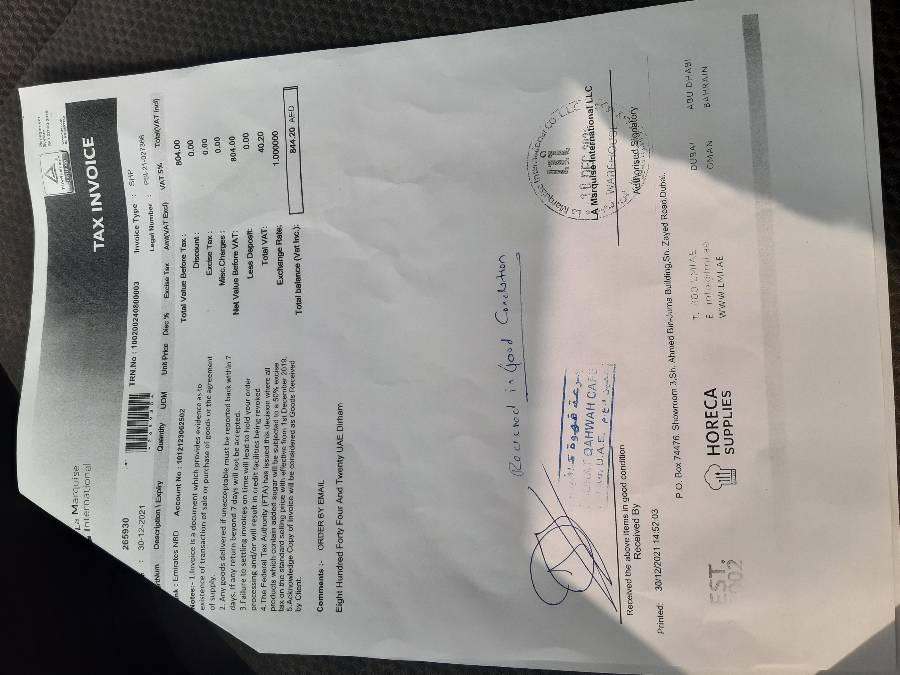 La Marquise
International
TAX INVOICE
265930
TRN.No : 100200240800003
Invoice Type : SHP
30-12-2021
Legal Number : PSI-21-027396
Description \ Expiry Quantity UOM Unit Price Disc % Excise Tax Amt(VAT Excl) VAT 5% Total(VAT Incl)
: Emirates NBD Account No : 1012123062502
Notes:- 1.Invoice is a document which provides evidence as to
existence of transaction of sale or purchase of goods or the agreement
of supply.
2. Any goods delivered if unacceptable must be reported back within 7
days. If any return beyond 7 days will not be accepted.
3.Failure to settling invoices on time will lead to hold your order
processing and/or will result in credit facilities being revoked
4.The Federal Tax Authority (FTA) has issued this decision where all
products which contain added sugar will be subjected to a 50% excise
tax on the standard selling price with effective from 1st December 2019.
5.Acknowledge Copy of invoice will be considered as Goods Received
by Client.
Total Value Before Tax : 804.00
Discount : 0.00
Excise Tax : 0.00
Misc.Charges : 0.00
Net Value Before VAT: 804.00
Less Deposit: 0.00
Total VAT: 40.20
Exchange Rate: 1.000000
Total balance (Vat Inc.): 844.20 AED
Comments :- ORDER BY EMAIL
Eight Hundred Forty Four And Twenty UAE Dirham
Recieved in Good Condation
QAHWAH CAFE
U.A.E.
LA Marquise International LLC
WAREHOUSE
Received the above items in good condition
Received By
Authorised Signatory
Printed: 30/12/2021 14:52:03
P.O. Box 74476, Showroom 3,Sh. Ahmed Bin Juma Building,Sh. Zayed Road,Dubai.
EST.
HORECA
SUPPLIES
T. 800 LMIAE
E info@lmi.ae
WWW.LMI.AE
DUBAI ABU DHABI
OMAN BAHRAIN